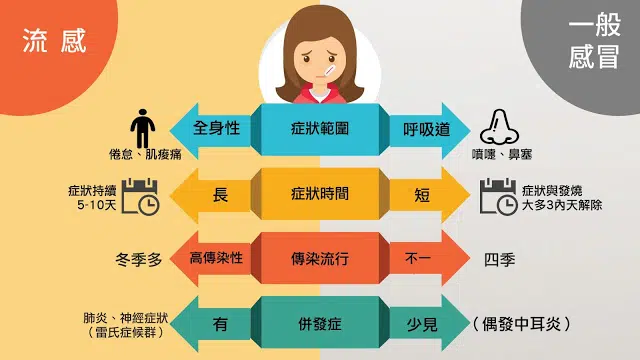 流感
一般
感冒
全身性
症狀範圍
呼吸道
倦怠、肌痠痛
噴嚏、鼻塞
症狀持續
5-10天
長
症狀時間
短
症狀與發燒
大多3內天解除
冬季多
高傳染性
傳染流行
不一
四季
肺炎、神經症狀
（雷氏症候群）
有
併發症
少見
（偶發中耳炎）